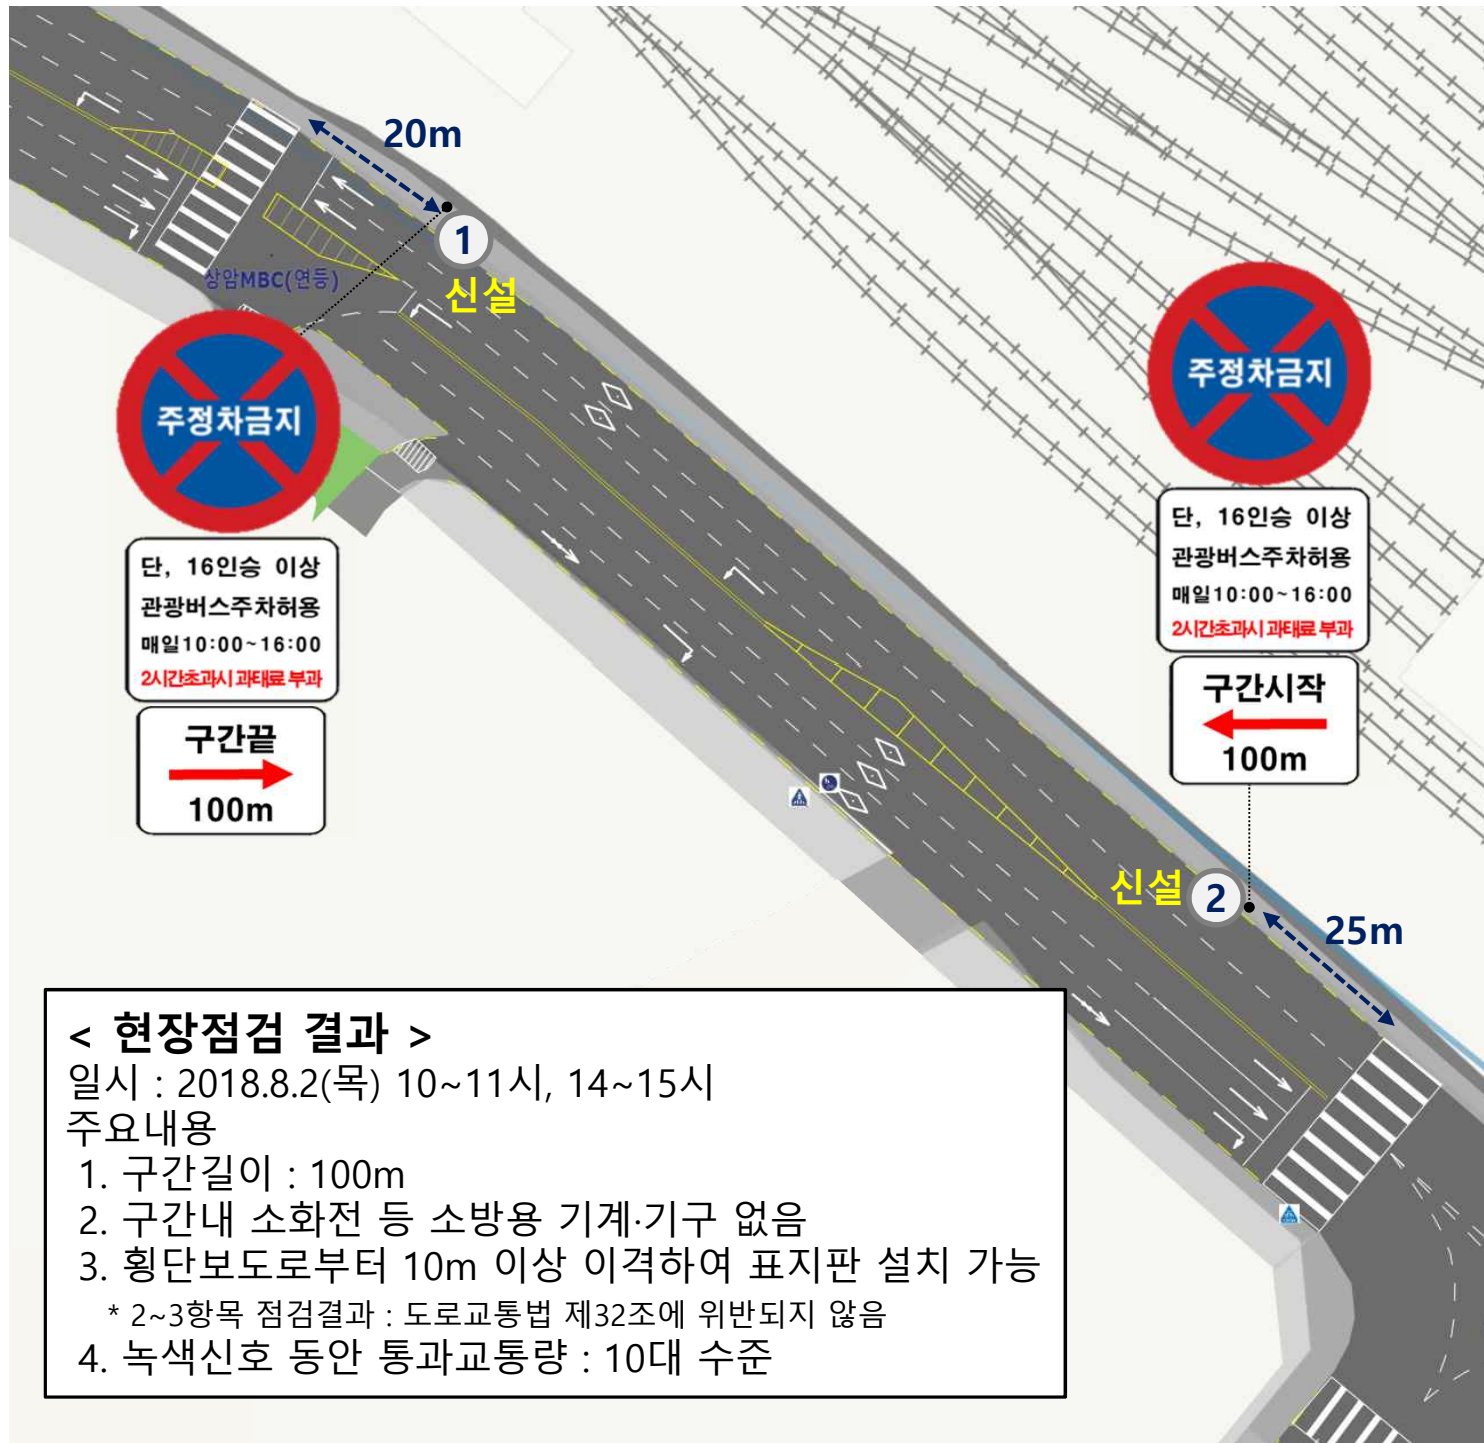 20m
1
신설
상암MBC(연등)
주정차금지
단, 16인승 이상
관광버스주차허용
매일10:00~16:00
2시간초과시 과태료 부과
구간끝
100m
주정차금지
단, 16인승 이상
관광버스주차허용
매일10:00~16:00
2시간초과시 과태료 부과
구간시작
100m
신설
2
25m
< 현장점검 결과 >
일시 : 2018.8.2(목) 10~11시, 14~15시
주요내용
1. 구간길이 : 100m
2. 구간내 소화전 등 소방용 기계·기구 없음
3. 횡단보도로부터 10m 이상 이격하여 표지판 설치 가능
* 2~3항목 점검결과 : 도로교통법 제32조에 위반되지 않음
4. 녹색신호 동안 통과교통량 : 10대 수준